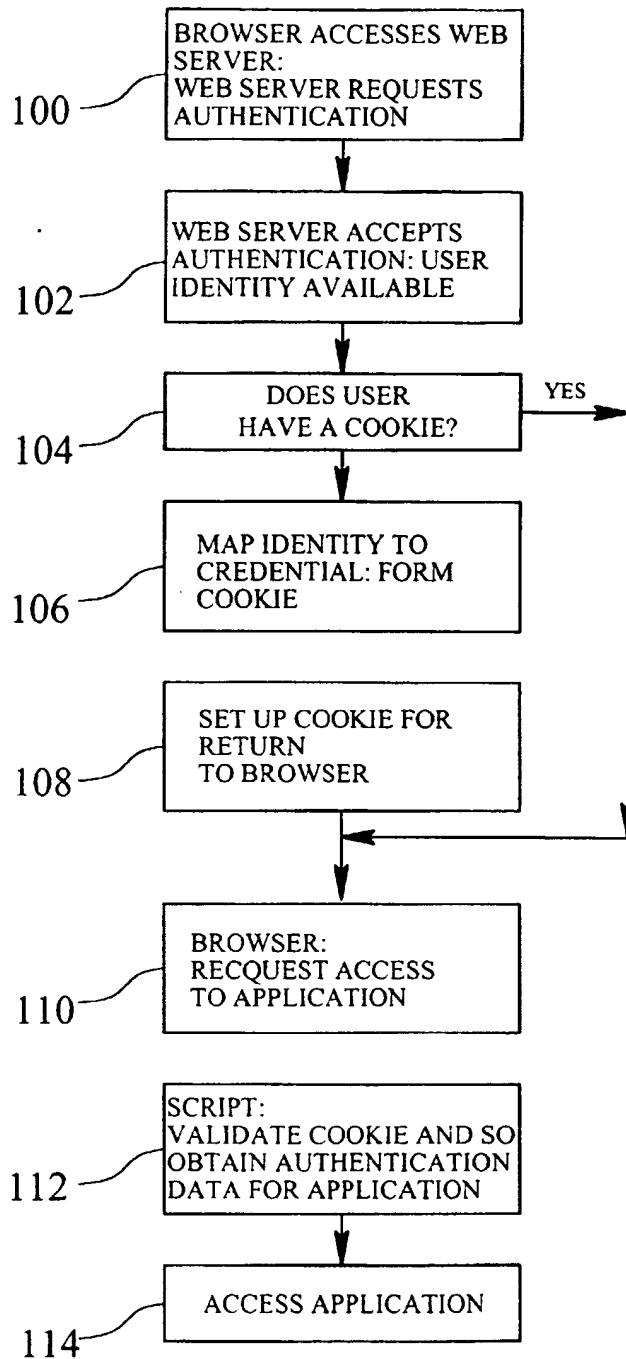 BROWSER ACCESSES WEB
SERVER:
WEB SERVER REQUESTS
AUTHENTICATION
100
WEB SERVER ACCEPTS
AUTHENTICATION: USER
IDENTITY AVAILABLE
102
DOES USER
HAVE A COOKIE?
YES
104
MAP IDENTITY TO
CREDENTIAL: FORM
COOKIE
106
SET UP COOKIE FOR
RETURN
TO BROWSER
108
BROWSER:
RECQUEST ACCESS
TO APPLICATION
110
SCRIPT:
VALIDATE COOKIE AND SO
OBTAIN AUTHENTICATION
DATA FOR APPLICATION
112
ACCESS APPLICATION
114